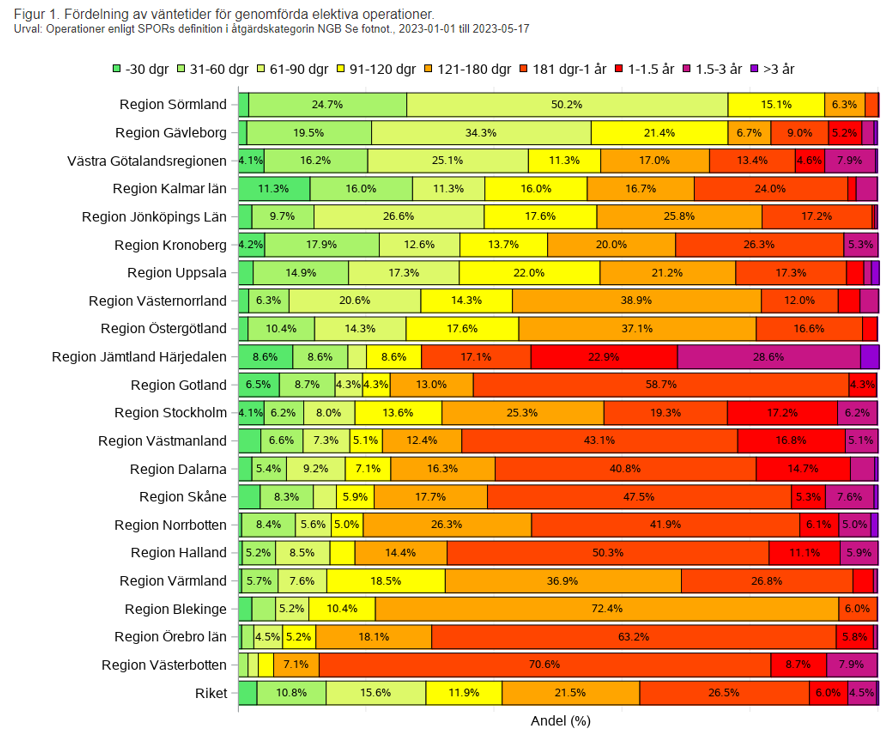 Figur 1. Fördelning av väntetider för genomförda elektiva operationer.
Urval: Operationer enligt SPORs definition i åtgärdskategorin NGB Se fotnot., 2023-01-01 till 2023-05-17
-30 dgr 31-60 dgr 61-90 dgr 91-120 dgr 121-180 dgr 181 dgr-1 år 1-1.5 år 1.5-3 år >3 år
Region Sörmland 24.7% 50.2% 15.1% 6.3%
Region Gävleborg 19.5% 34.3% 21.4% 6.7% 9.0% 5.2%
Västra Götalandsregionen 4.1% 16.2% 25.1% 11.3% 17.0% 13.4% 4.6% 7.9%
Region Kalmar län 11.3% 16.0% 11.3% 16.0% 16.7% 24.0%
Region Jönköpings Län 9.7% 26.6% 17.6% 25.8% 17.2%
Region Kronoberg 4.2% 17.9% 12.6% 13.7% 20.0% 26.3% 5.3%
Region Uppsala 14.9% 17.3% 22.0% 21.2% 17.3%
Region Västernorrland 6.3% 20.6% 14.3% 38.9% 12.0%
Region Östergötland 10.4% 14.3% 17.6% 37.1% 16.6%
Region Jämtland Härjedalen 8.6% 8.6% 8.6% 17.1% 22.9% 28.6%
Region Gotland 6.5% 8.7% 4.3% 4.3% 13.0% 58.7% 4.3%
Region Stockholm 4.1% 6.2% 8.0% 13.6% 25.3% 19.3% 17.2% 6.2%
Region Västmanland 6.6% 7.3% 5.1% 12.4% 43.1% 16.8% 5.1%
Region Dalarna 5.4% 9.2% 7.1% 16.3% 40.8% 14.7%
Region Skåne 8.3% 5.9% 17.7% 47.5% 5.3% 7.6%
Region Norrbotten 8.4% 5.6% 5.0% 26.3% 41.9% 6.1% 5.0%
Region Halland 5.2% 8.5% 14.4% 50.3% 11.1% 5.9%
Region Värmland 5.7% 7.6% 18.5% 36.9% 26.8%
Region Blekinge 5.2% 10.4% 72.4% 6.0%
Region Örebro län 4.5% 5.2% 18.1% 63.2% 5.8%
Region Västerbotten 7.1% 70.6% 8.7% 7.9%
Riket 10.8% 15.6% 11.9% 21.5% 26.5% 6.0% 4.5%
Andel (%)